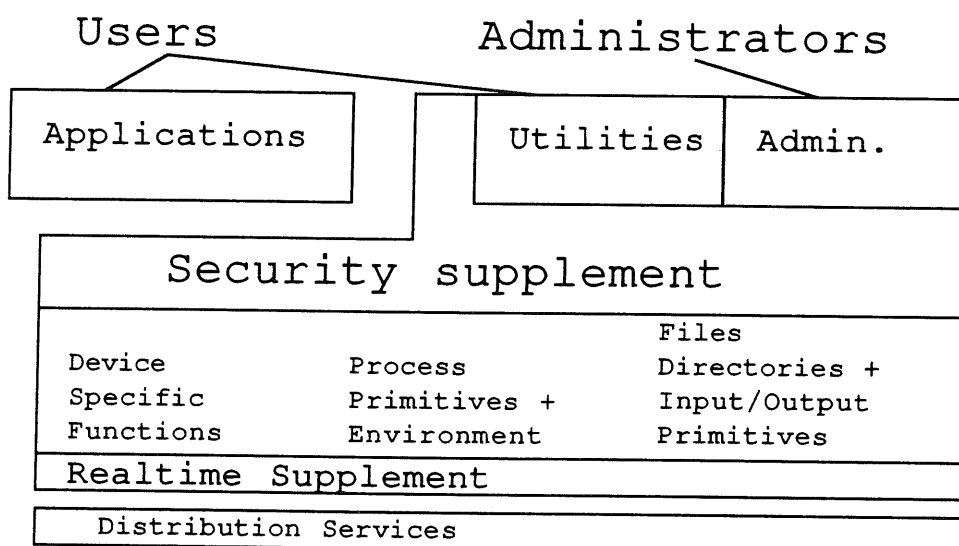 Users
Administrators
Applications
Utilities
Admin.
Security supplement
Device
Specific
Functions
Process
Primitives +
Environment
Files
Directories +
Input/Output
Primitives
Realtime Supplement
Distribution Services